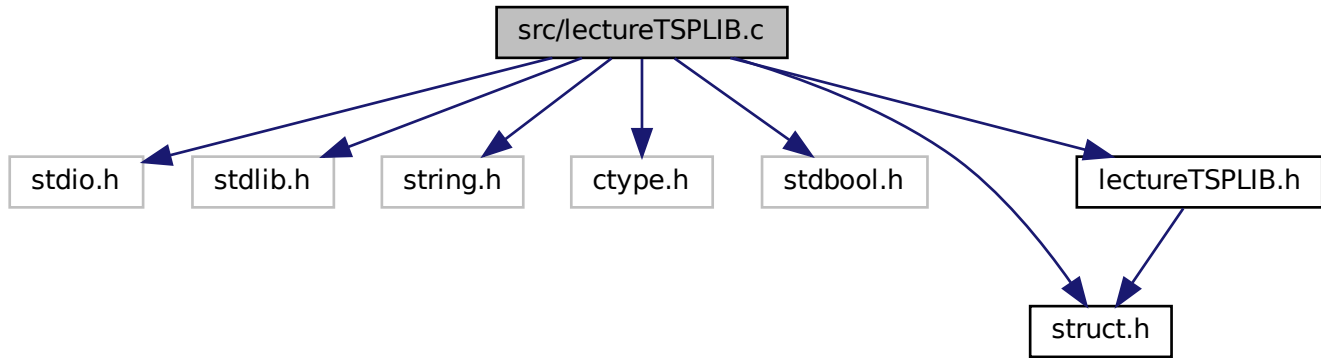 src/lectureTSPLIB.c
stdio.h
stdlib.h
string.h
ctype.h
stdbool.h
lectureTSPLIB.h
struct.h